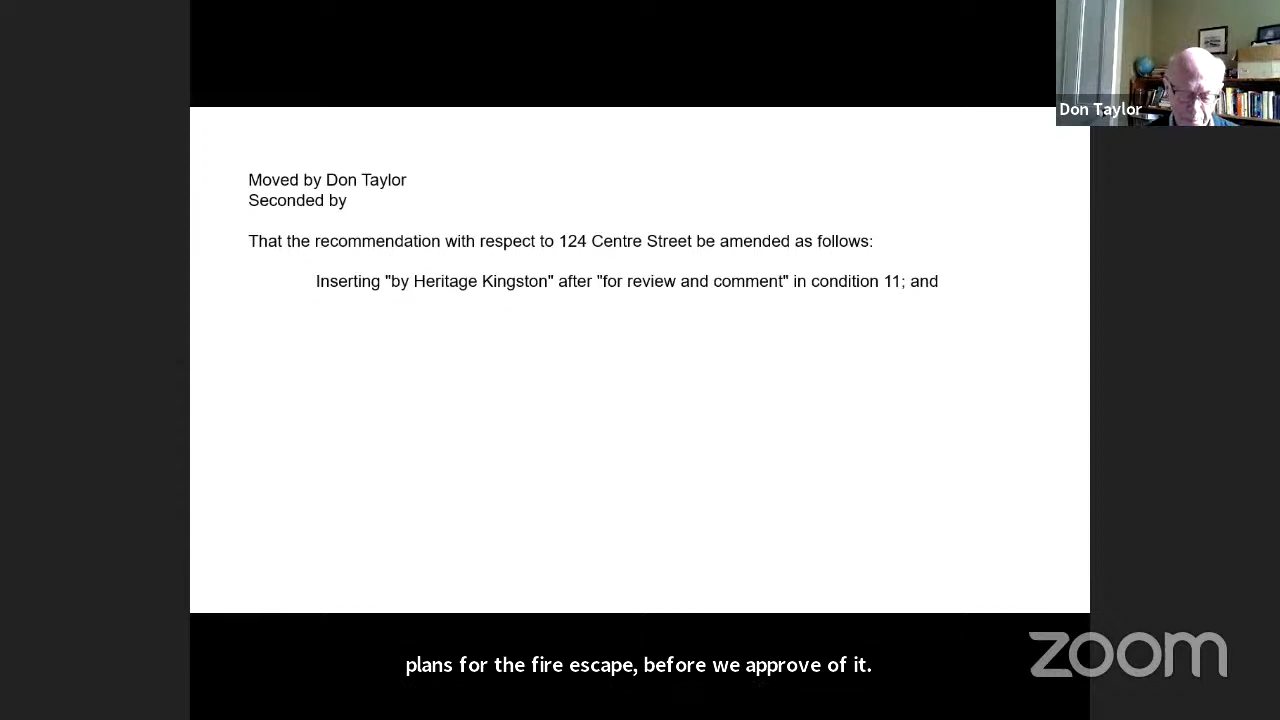 Don Taylor
Moved by Don Taylor
Seconded by
That the recommendation with respect to 124 Centre Street be amended as follows:
Inserting "by Heritage Kingston" after "for review and comment" in condition 11; and
plans for the fire escape, before we approve of it.
zoom